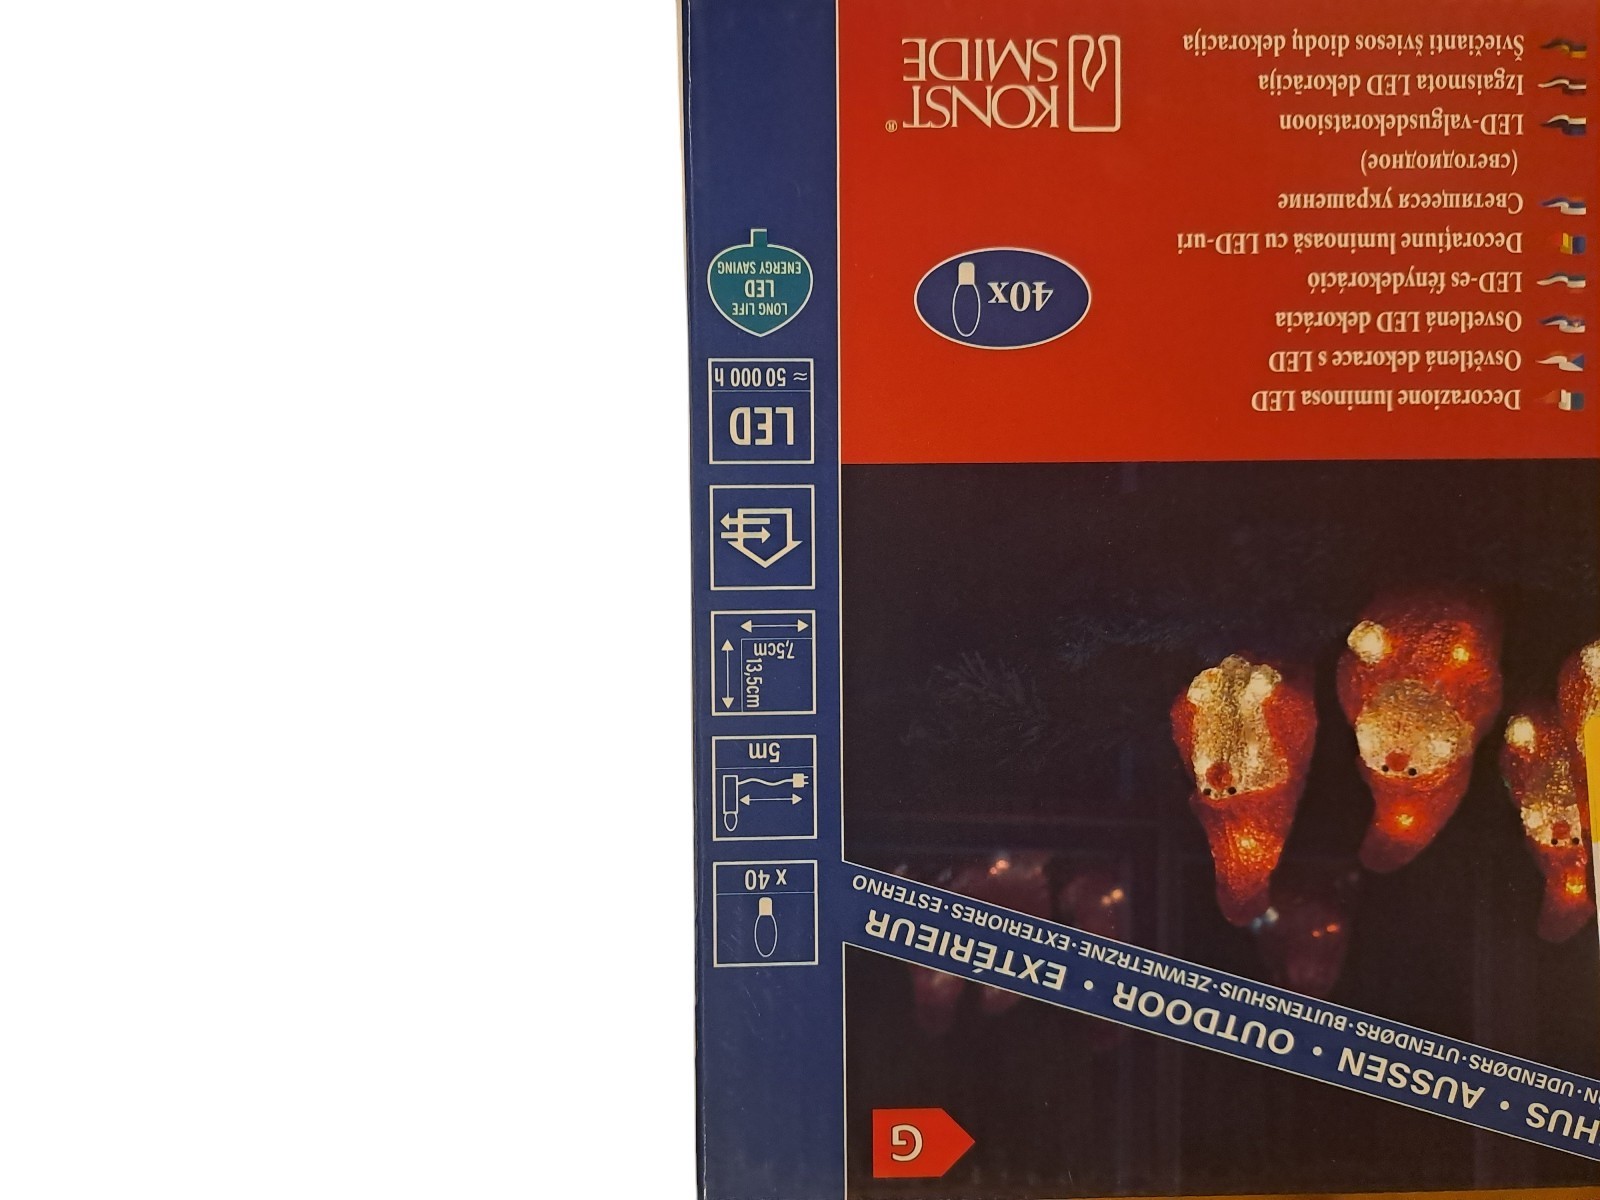 G
HUS • AUSSEN • OUTDOOR • EXTÉRIEUR
UDENDØRS·UTENDØRS·BUITENSHUIS·ZEWNETRZNE·EXTERIORES·ESTERNO
x 40
5m
13,5cm
7,5cm
LED
≈ 50 000 h
LONG LIFE
LED
ENERGY SAVING
Decorazione luminosa LED
Osvětlená dekorace s LED
Osvetlená LED dekorácia
LED-es fénydekoráció
Decorațiune luminoasă cu LED-uri
Светящееся украшение
(светодиодное)
LED-valgusdekoratsioon
Izgaismota LED dekorācija
Šviečianti šviesos diodų dekoracija
40x
KONST
SMIDE